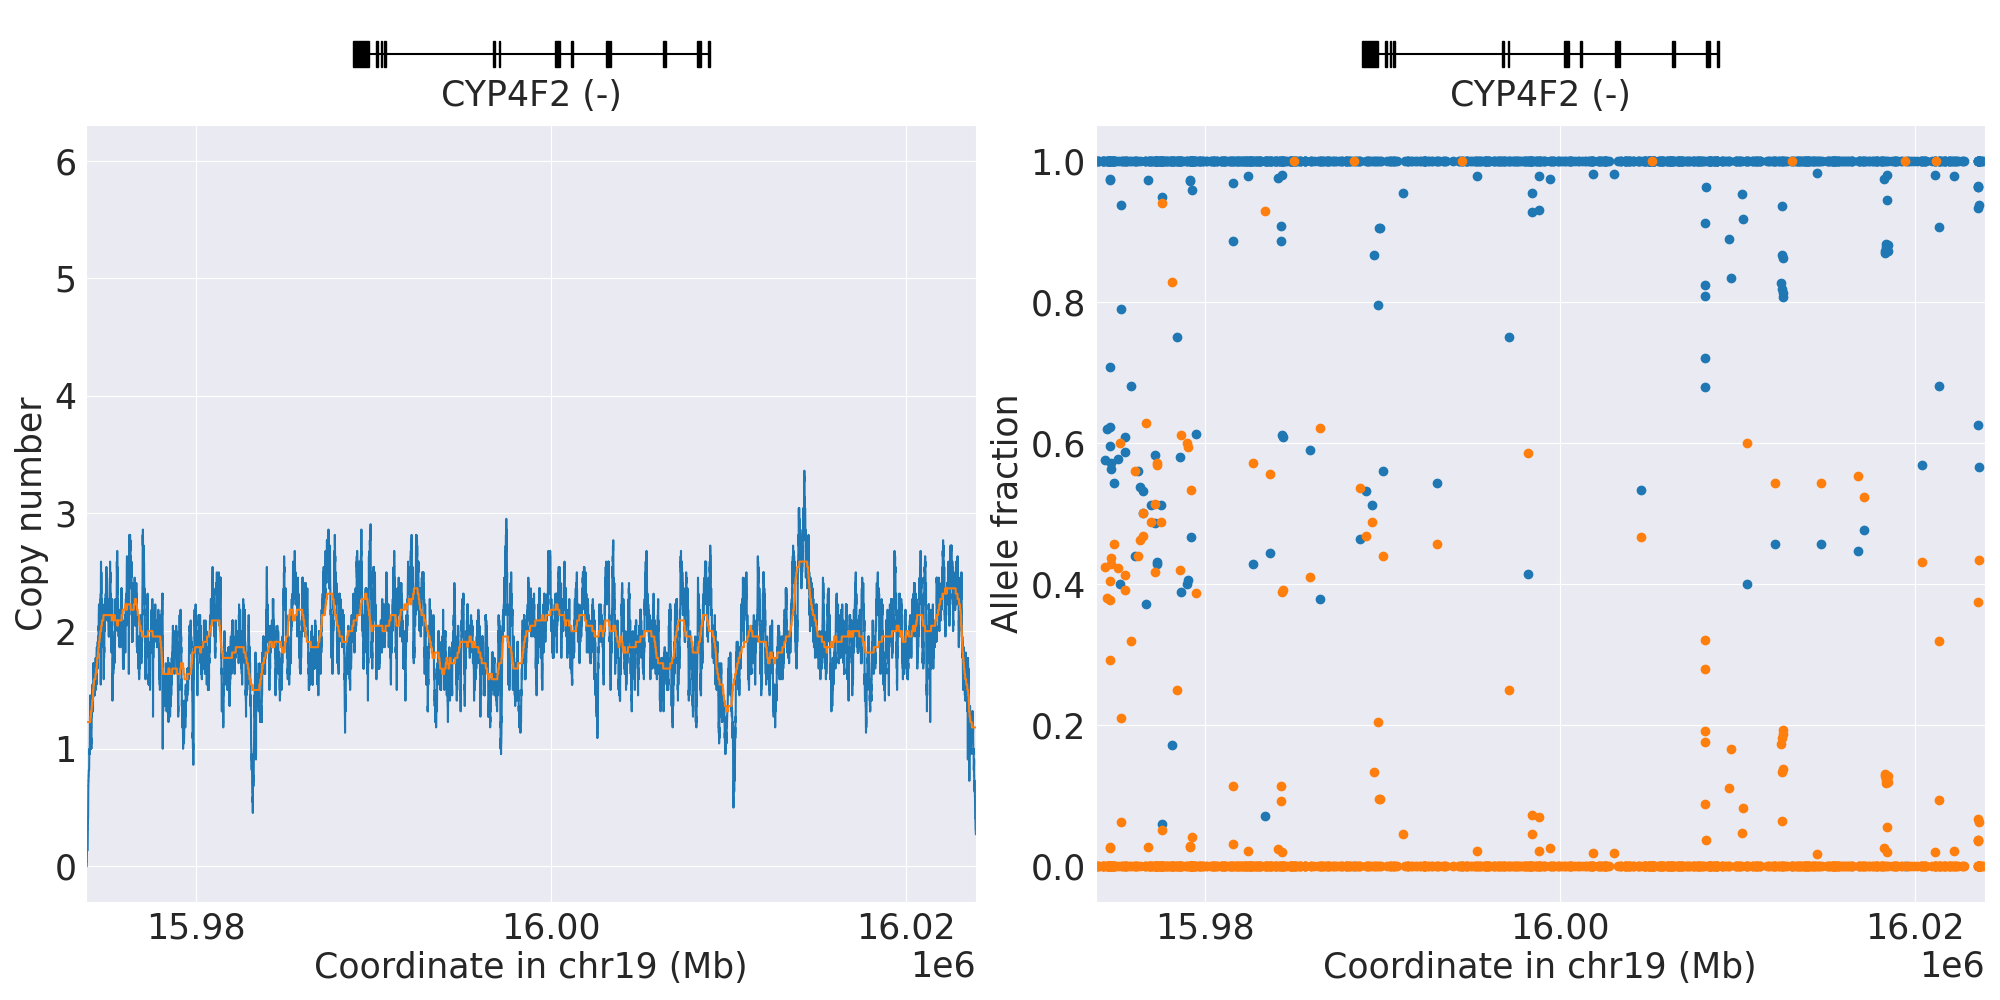 CYP4F2 (-)
6
5
4
3
2
1
0
Copy number
15.98
16.00
16.02
Coordinate in chr19 (Mb)
1e6
CYP4F2 (-)
1.0
0.8
0.6
0.4
0.2
0.0
Allele fraction
15.98
16.00
16.02
Coordinate in chr19 (Mb)
1e6